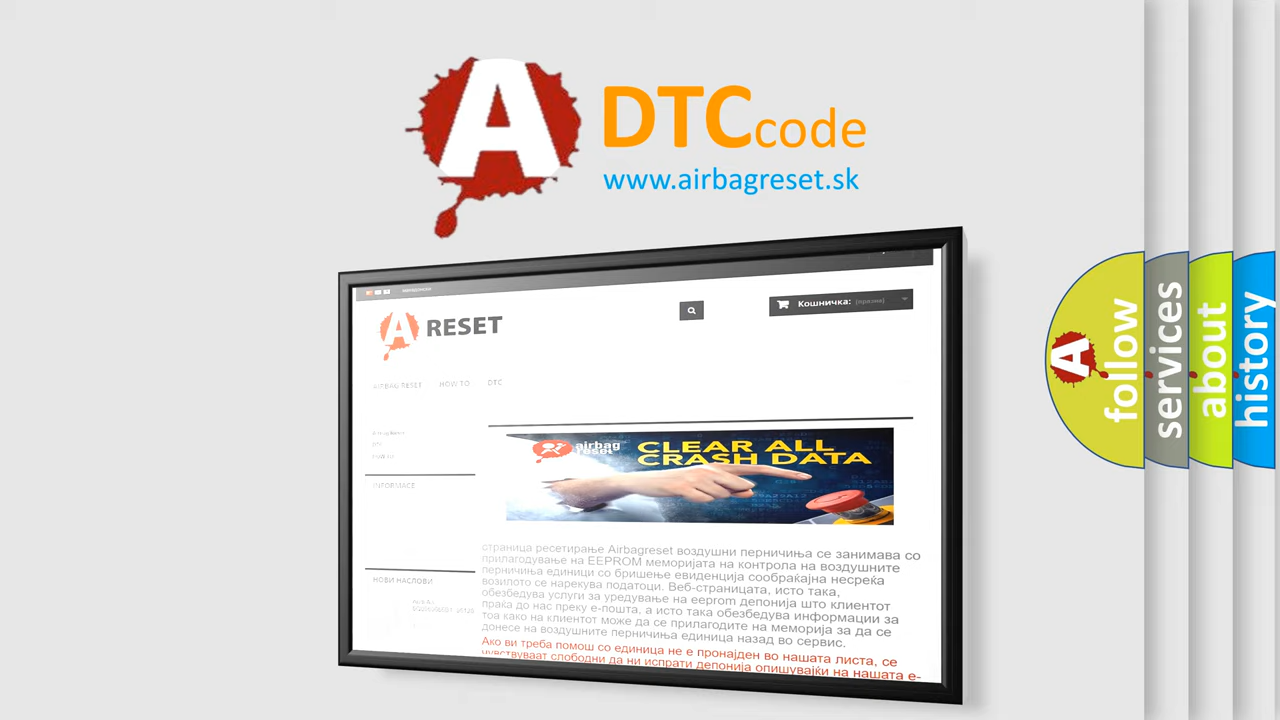 A
DTCcode
www.airbagreset.sk
Кошничка: (празни)
A RESET
AIRBAG RESET HOW TO DTC
airbag
reset
CLEAR ALL
CRASH DATA
DTC
INFORMACE
страница ресетирање Airbagreset воздушни перничиња се занимава со
прилагодување на EEPROM меморијата на контрола на воздушните
перничиња единици со бришење евиденција сообраќајна несреќа
возилото се нарекува податоци. Веб-страницата, исто така,
обезбедува услуги за уредување на eeprom депонија што клиентот
праќа до нас преку е-пошта, а исто така обезбедува информации за
тоа како на клиентот може да се прилагодите на меморија за да се
донесе на воздушните перничиња единица назад во сервис.
Ако ви треба помош со единица не е пронајден во нашата листа, се
чувствуваат слободни да ни испрати депонија опишувајќи на нашата е-
НОВИ НАСЛОВИ
A
follow
services
about
history